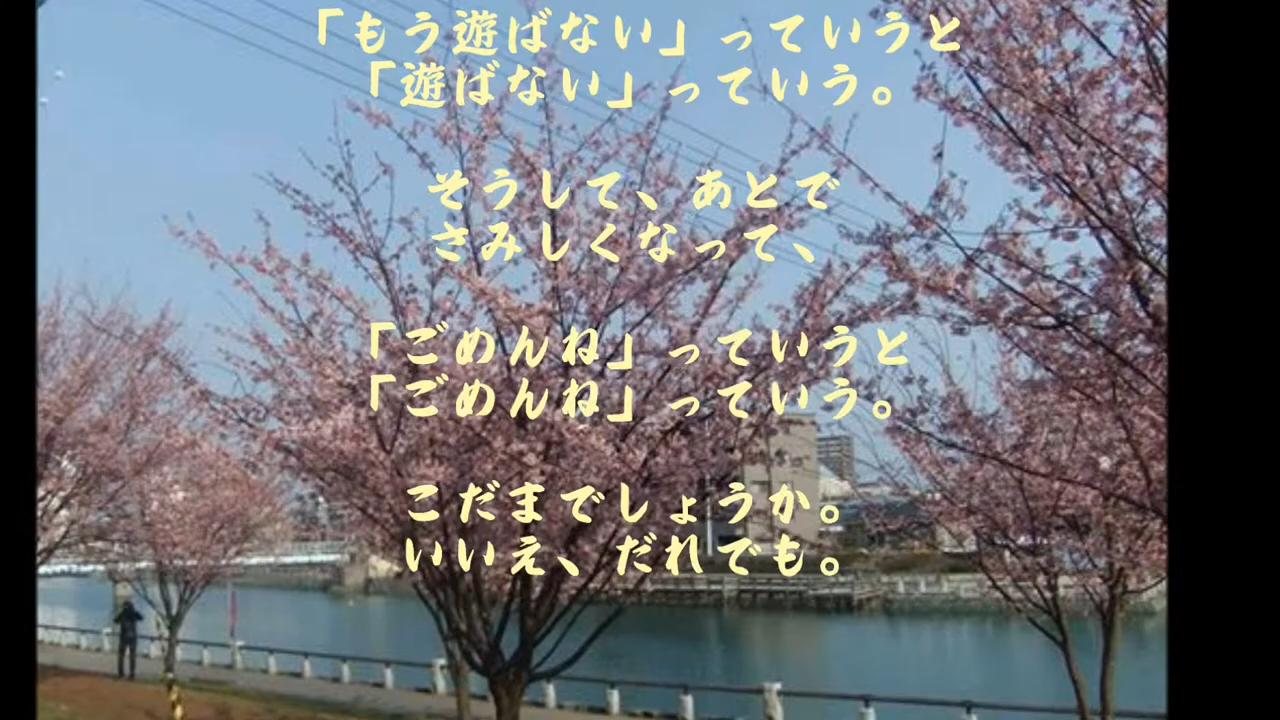 「もう遊ばない」っていうと
「遊ばない」っていう。
そうして、あとで
さみしくなって、
「ごめんね」っていうと
「ごめんね」っていう。
こだまでしょうか。
いいえ、だれでも。